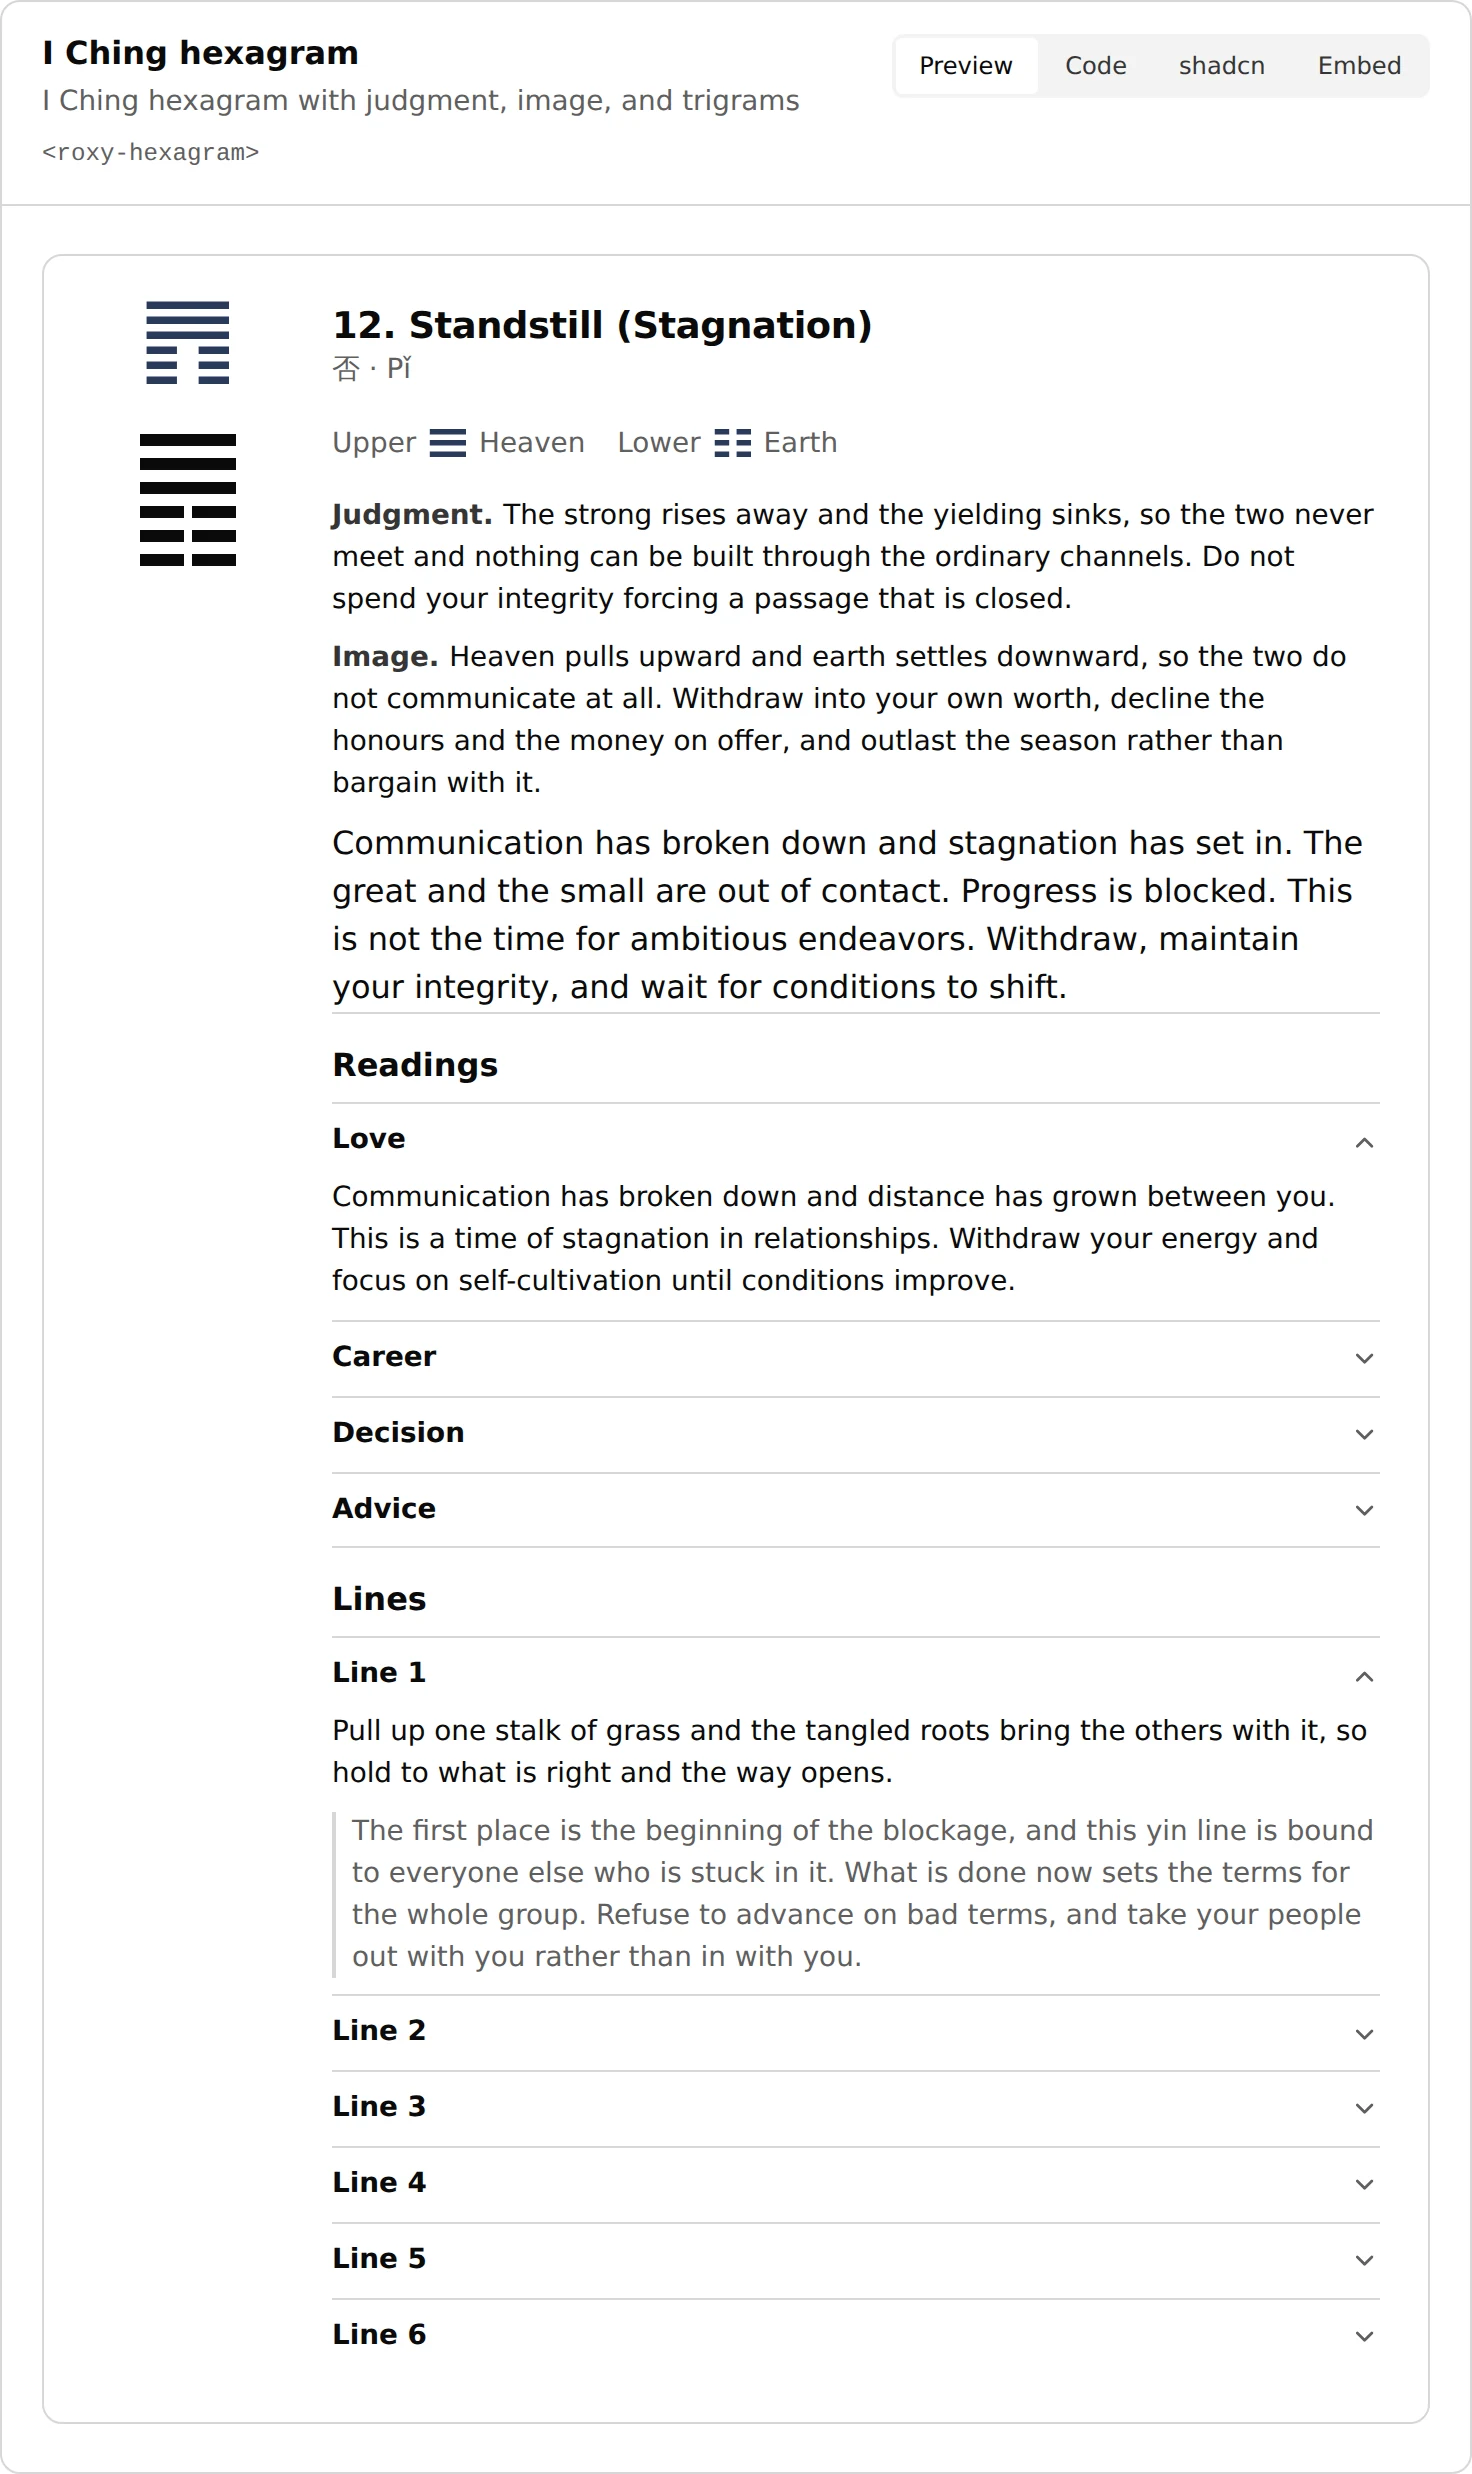 I Ching hexagram
I Ching hexagram with judgment, image, and trigrams
<roxy-hexagram>
Preview
Code
shadcn
Embed
12. Standstill (Stagnation)
否 · Pǐ
Upper ☰ Heaven Lower ☷ Earth
Judgment. The strong rises away and the yielding sinks, so the two never
meet and nothing can be built through the ordinary channels. Do not
spend your integrity forcing a passage that is closed.
Image. Heaven pulls upward and earth settles downward, so the two do
not communicate at all. Withdraw into your own worth, decline the
honours and the money on offer, and outlast the season rather than
bargain with it.
Communication has broken down and stagnation has set in. The
great and the small are out of contact. Progress is blocked. This
is not the time for ambitious endeavors. Withdraw, maintain
your integrity, and wait for conditions to shift.
Readings
Love
Communication has broken down and distance has grown between you.
This is a time of stagnation in relationships. Withdraw your energy and
focus on self-cultivation until conditions improve.
Career
Decision
Advice
Lines
Line 1
Pull up one stalk of grass and the tangled roots bring the others with it, so
hold to what is right and the way opens.
The first place is the beginning of the blockage, and this yin line is bound
to everyone else who is stuck in it. What is done now sets the terms for
the whole group. Refuse to advance on bad terms, and take your people
out with you rather than in with you.
Line 2
Line 3
Line 4
Line 5
Line 6